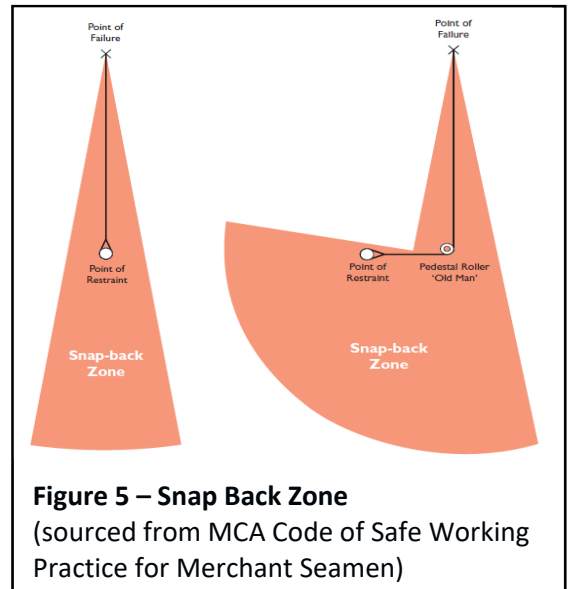 Point of
Failure
Point of
Restraint
Snap-back
Zone
Point of
Failure
Point of
Restraint
Pedestal Roller
‘Old Man’
Snap-back
Zone
Figure 5 – Snap Back Zone
(sourced from MCA Code of Safe Working
Practice for Merchant Seamen)